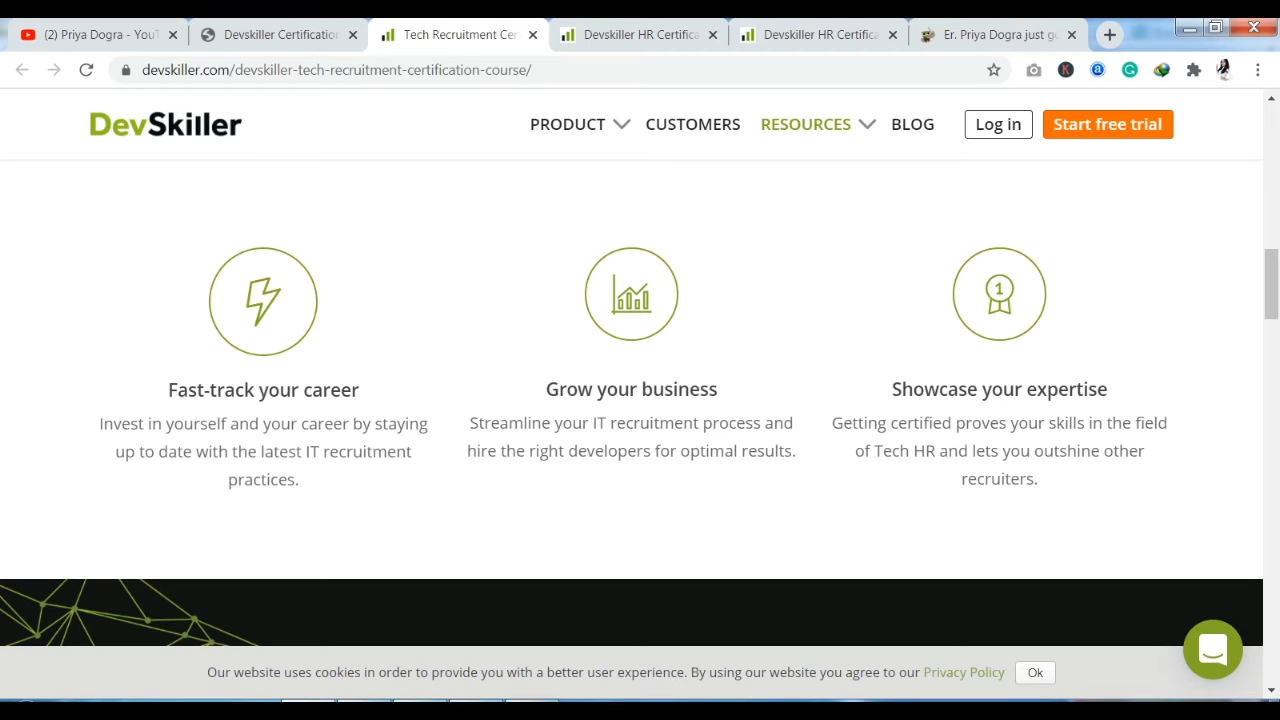 (2) Priya Dogra - YouT
Devskiller Certification
Tech Recruitment Cer
Devskiller HR Certifica
Devskiller HR Certifica
Er. Priya Dogra just go
devskiller.com/devskiller-tech-recruitment-certification-course/
DevSkiller
PRODUCT
CUSTOMERS
RESOURCES
BLOG
Log in
Start free trial
1
Fast-track your career
Invest in yourself and your career by staying
up to date with the latest IT recruitment
practices.
Grow your business
Streamline your IT recruitment process and
hire the right developers for optimal results.
Showcase your expertise
Getting certified proves your skills in the field
of Tech HR and lets you outshine other
recruiters.
Our website uses cookies in order to provide you with a better user experience. By using our website you agree to our Privacy Policy
Ok